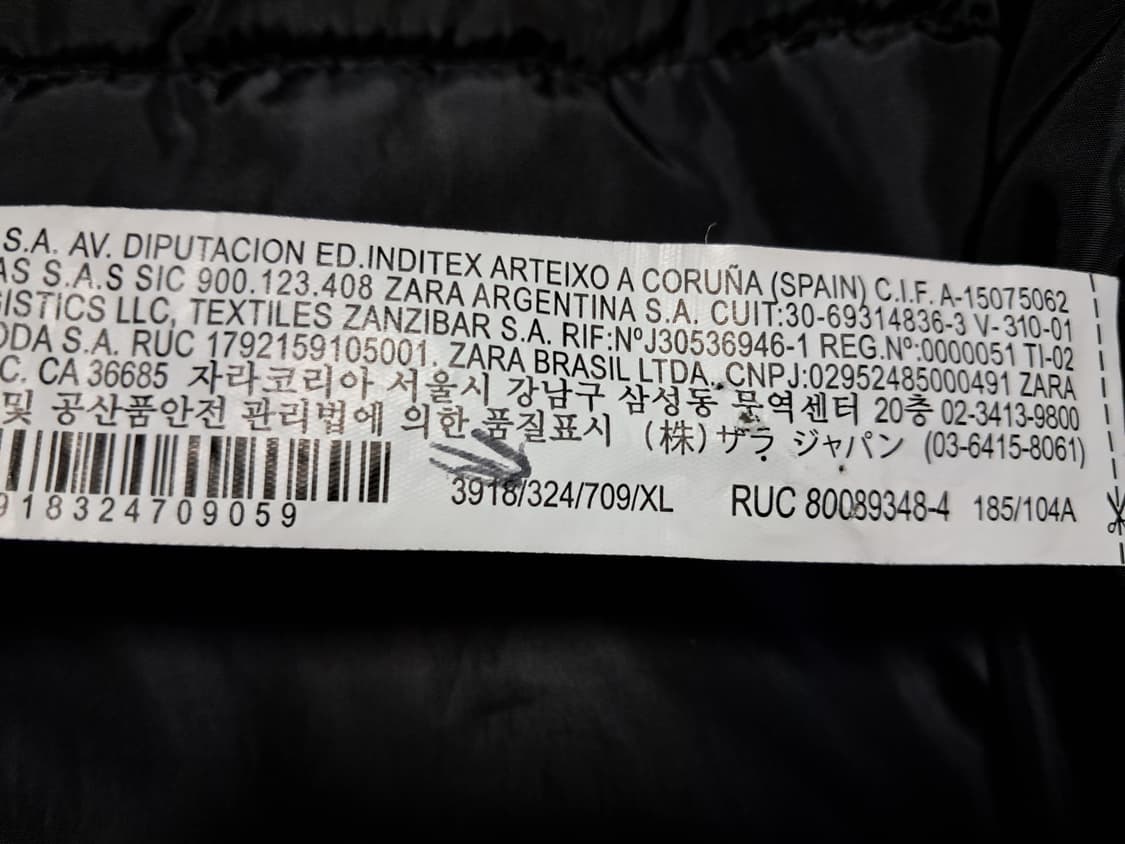 S.A. AV. DIPUTACION ED.INDITEX ARTEIXO A CORUÑA (SPAIN) C.I.F. A-15075062
AS S.A.S SIC 900.123.408 ZARA ARGENTINA S.A. CUIT:30-69314836-3 V-310-01
ISTICS LLC, TEXTILES ZANZIBAR S.A. RIF:NºJ30536946-1 REG.Nº:0000051 TI-02
ODA S.A. RUC 1792159105001. ZARA BRASIL LTDA., CNPJ:02952485000491 ZARA
C. CA 36685 자라코리아 서울시 강남구 삼성동 무역센터 20층 02-3413-9800
및 공산품안전 관리법에 의한 품질표시 (株) ザラ ジャパン (03-6415-8061)
3918/324/709/XL RUC 80089348-4 185/104A
918324709059